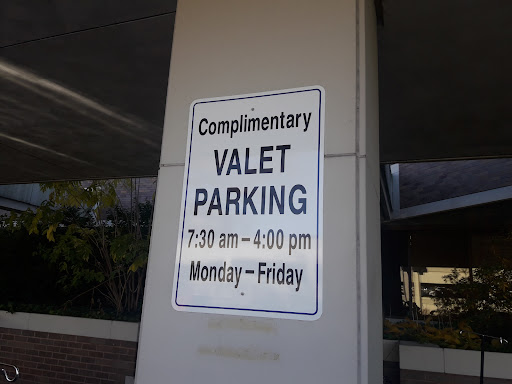 Complimentary
VALET
PARKING
7:30 am – 4:00 pm
Monday – Friday